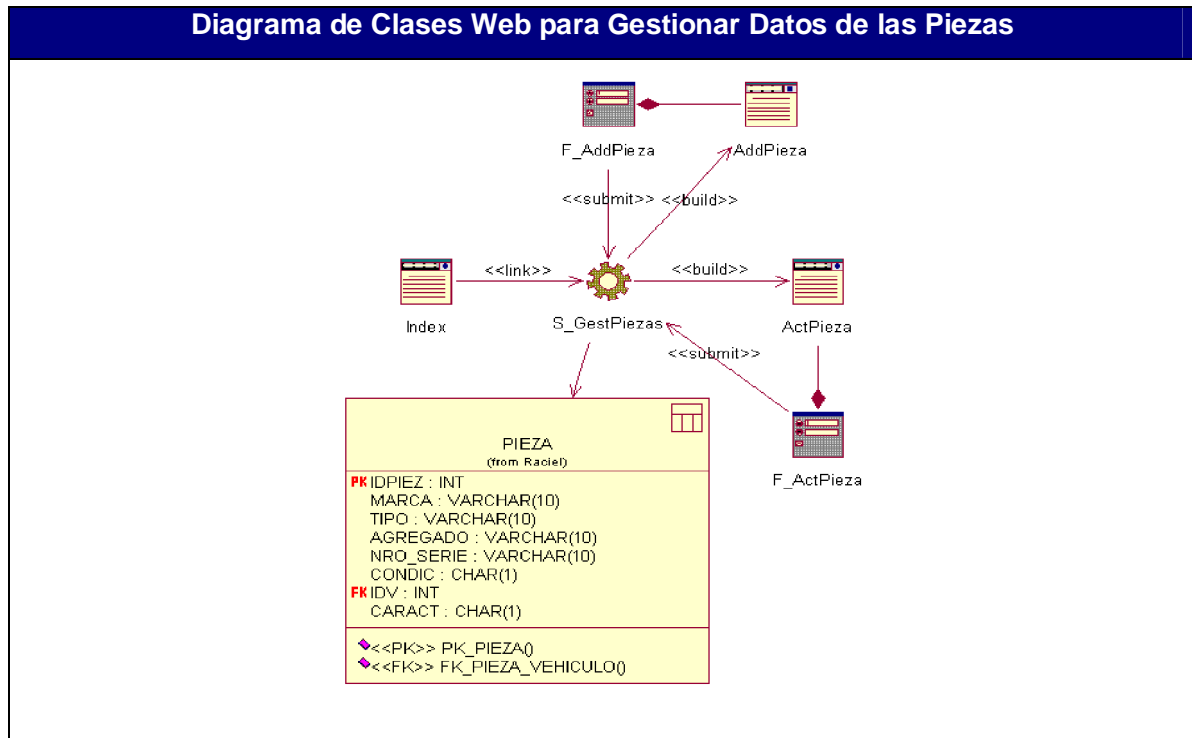 Diagrama de Clases Web para Gestionar Datos de las Piezas
F_AddPieza
AddPieza
<<submit>>
<<build>>
<<link>>
<<build>>
Index
S_GestPiezas
ActPieza
<<submit>>
PIEZA
(from Raciel)
F_ActPieza
PK IDPIEZ : INT
MARCA : VARCHAR(10)
TIPO : VARCHAR(10)
AGREGADO : VARCHAR(10)
NRO_SERIE : VARCHAR(10)
CONDIC : CHAR(1)
FK IDV : INT
CARACT : CHAR(1)
<<PK>> PK_PIEZA()
<<FK>> FK_PIEZA_VEHICULO()